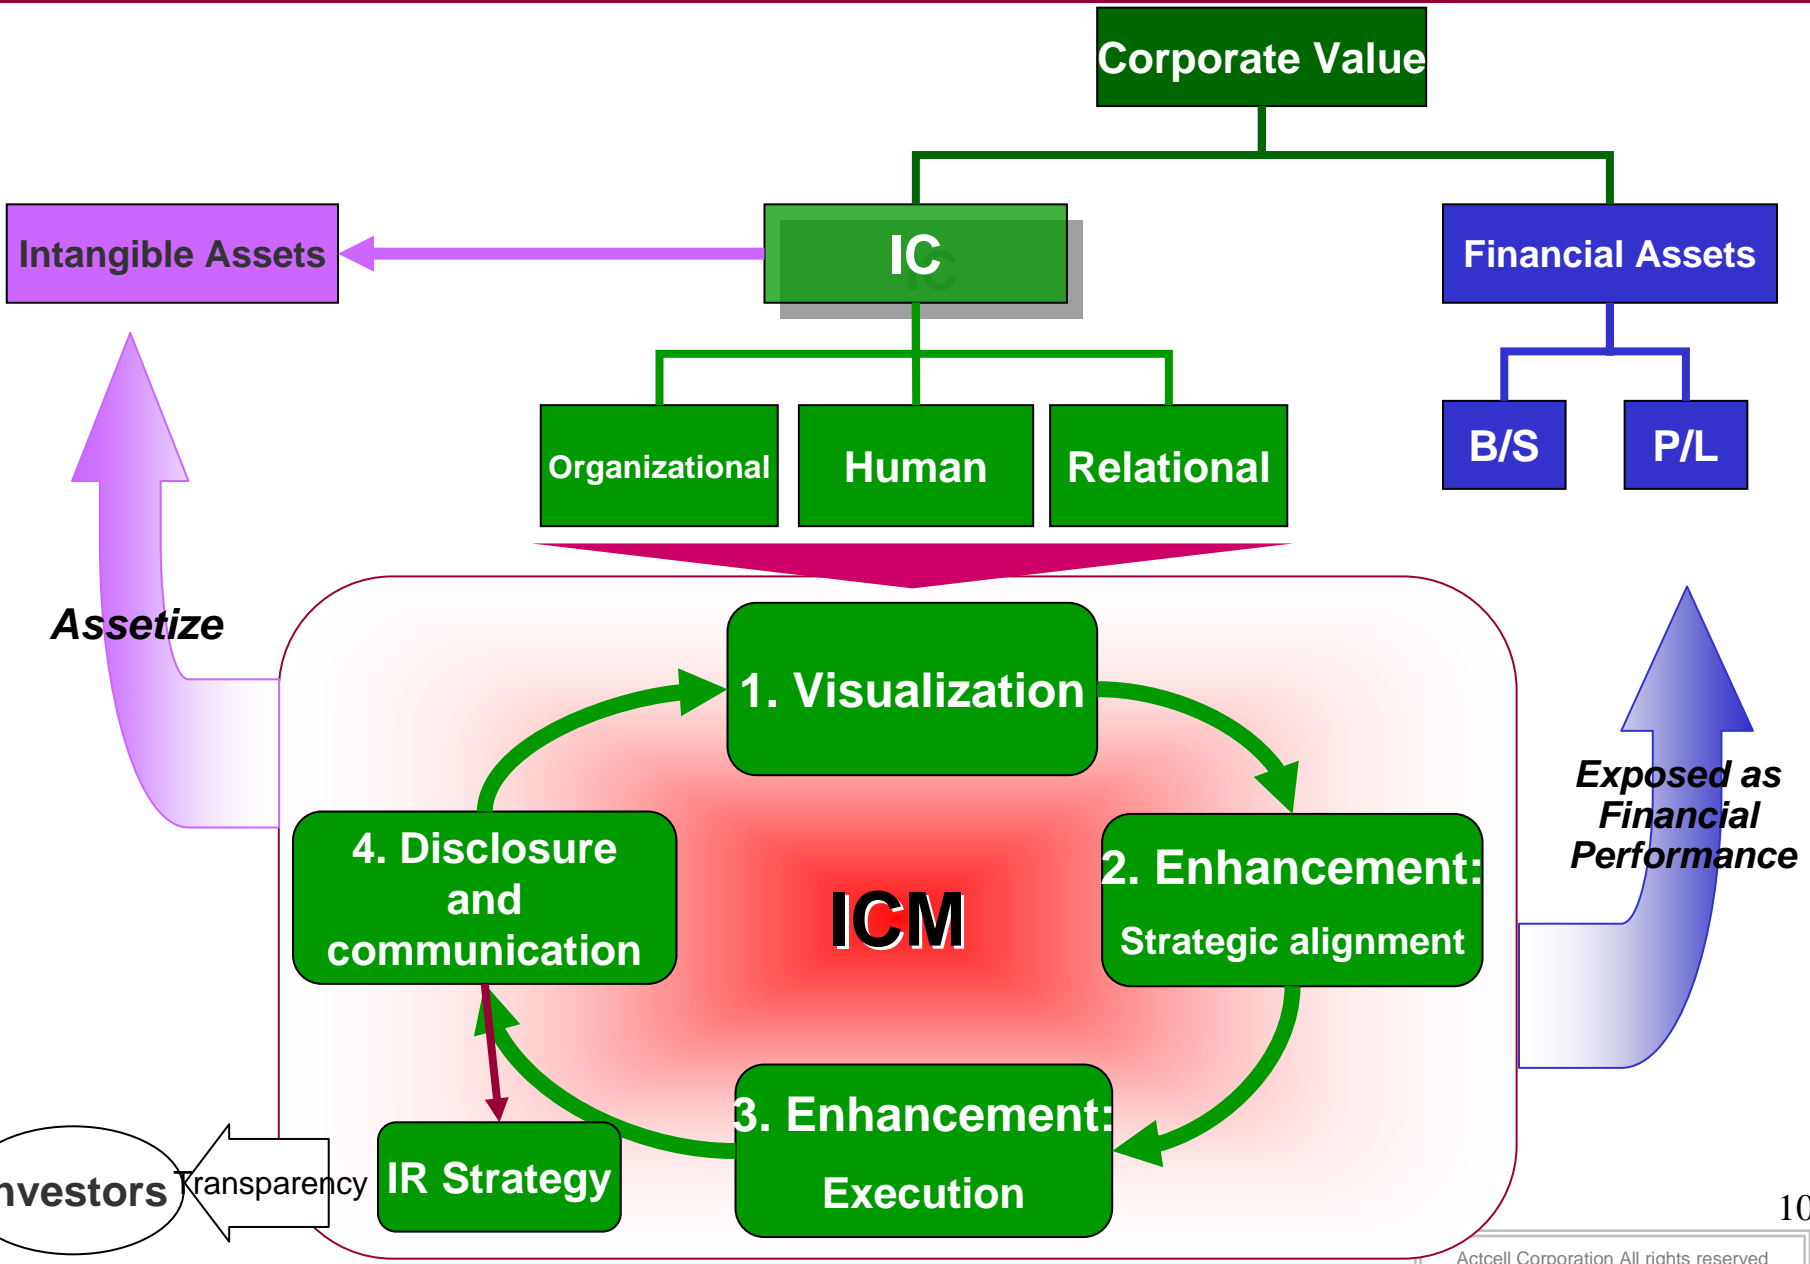 Corporate Value
Intangible Assets
IC
Financial Assets
Organizational
Human
Relational
B/S
P/L
Assetize
1. Visualization
4. Disclosure
and
communication
ICM
2. Enhancement:
Strategic alignment
Exposed as
Financial
Performance
3. Enhancement:
Execution
IR Strategy
Transparency
nvestors
10
Actcell Corporation All rights reserved